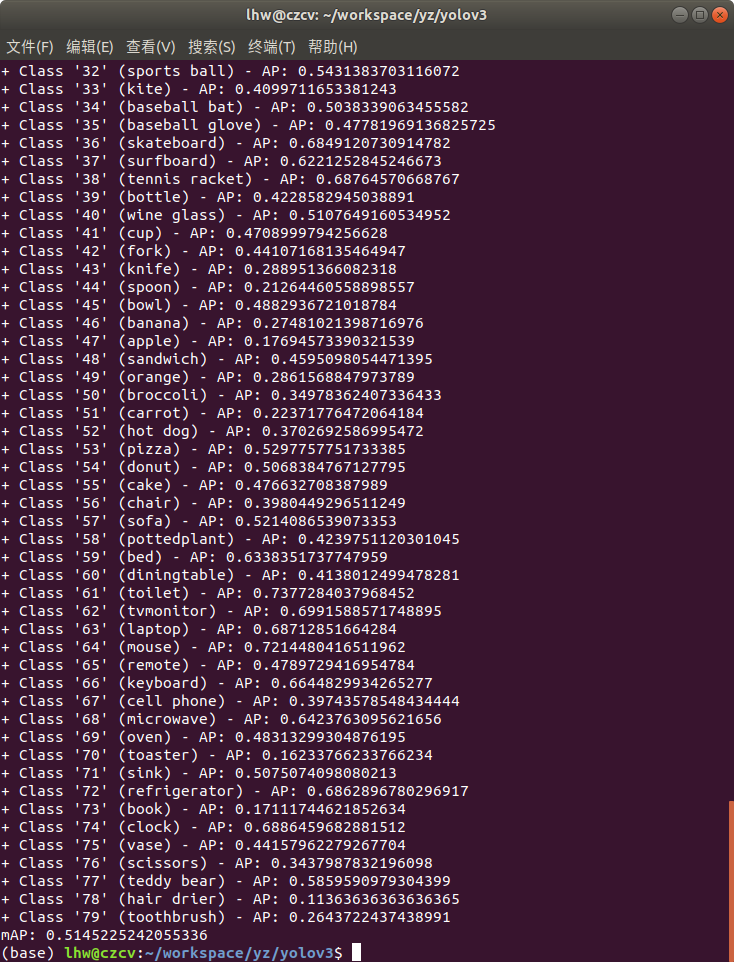 lhw@czcv: ~/workspace/yz/yolov3
文件(F) 编辑(E) 查看(V) 搜索(S) 终端(T) 帮助(H)
+ Class '32' (sports ball) - AP: 0.5431383703116072
+ Class '33' (kite) - AP: 0.4099711653381243
+ Class '34' (baseball bat) - AP: 0.5038339063455582
+ Class '35' (baseball glove) - AP: 0.47781969136825725
+ Class '36' (skateboard) - AP: 0.6849120730914782
+ Class '37' (surfboard) - AP: 0.6221252845246673
+ Class '38' (tennis racket) - AP: 0.68764570668767
+ Class '39' (bottle) - AP: 0.4228582945038891
+ Class '40' (wine glass) - AP: 0.5107649160534952
+ Class '41' (cup) - AP: 0.4708999794256628
+ Class '42' (fork) - AP: 0.44107168135464947
+ Class '43' (knife) - AP: 0.288951366082318
+ Class '44' (spoon) - AP: 0.21264460558898557
+ Class '45' (bowl) - AP: 0.4882936721018784
+ Class '46' (banana) - AP: 0.27481021398716976
+ Class '47' (apple) - AP: 0.17694573390321539
+ Class '48' (sandwich) - AP: 0.4595098054471395
+ Class '49' (orange) - AP: 0.2861568847973789
+ Class '50' (broccoli) - AP: 0.34978362407336433
+ Class '51' (carrot) - AP: 0.22371776472064184
+ Class '52' (hot dog) - AP: 0.3702692586995472
+ Class '53' (pizza) - AP: 0.5297757751733385
+ Class '54' (donut) - AP: 0.5068384767127795
+ Class '55' (cake) - AP: 0.476632708387989
+ Class '56' (chair) - AP: 0.3980449296511249
+ Class '57' (sofa) - AP: 0.5214086539073353
+ Class '58' (pottedplant) - AP: 0.4239751120301045
+ Class '59' (bed) - AP: 0.6338351737747959
+ Class '60' (diningtable) - AP: 0.4138012499478281
+ Class '61' (toilet) - AP: 0.7377284037968452
+ Class '62' (tvmonitor) - AP: 0.6991588571748895
+ Class '63' (laptop) - AP: 0.68712851664284
+ Class '64' (mouse) - AP: 0.7214480416511962
+ Class '65' (remote) - AP: 0.4789729416954784
+ Class '66' (keyboard) - AP: 0.6644829934265277
+ Class '67' (cell phone) - AP: 0.39743578548434444
+ Class '68' (microwave) - AP: 0.6423763095621656
+ Class '69' (oven) - AP: 0.48313299304876195
+ Class '70' (toaster) - AP: 0.16233766233766234
+ Class '71' (sink) - AP: 0.5075074098080213
+ Class '72' (refrigerator) - AP: 0.6862896780296917
+ Class '73' (book) - AP: 0.17111744621852634
+ Class '74' (clock) - AP: 0.6886459682881512
+ Class '75' (vase) - AP: 0.44157962279267704
+ Class '76' (scissors) - AP: 0.3437987832196098
+ Class '77' (teddy bear) - AP: 0.5859590979304399
+ Class '78' (hair drier) - AP: 0.11363636363636365
+ Class '79' (toothbrush) - AP: 0.2643722437438991
mAP: 0.5145225242055336
(base) lhw@czcv:~/workspace/yz/yolov3$